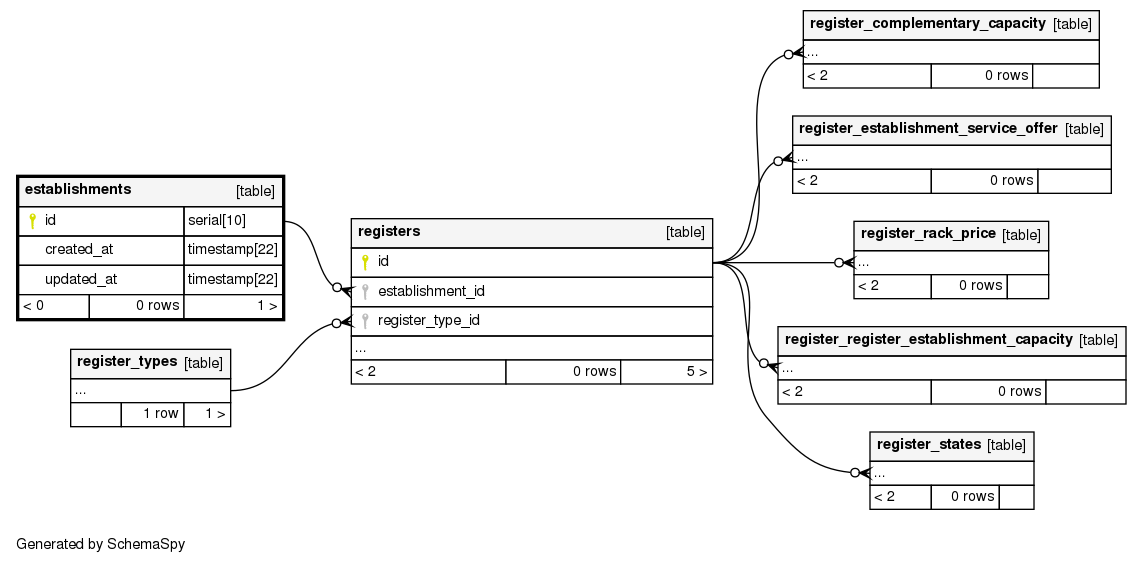 register_complementary_capacity [table]
...
< 2 0 rows
register_establishment_service_offer [table]
...
< 2 0 rows
establishments [table]
id serial[10]
created_at timestamp[22]
updated_at timestamp[22]
< 0 0 rows 1 >
registers [table]
id
establishment_id
register_type_id
...
< 2 0 rows 5 >
register_rack_price [table]
...
< 2 0 rows
register_register_establishment_capacity [table]
...
< 2 0 rows
register_types [table]
...
1 row 1 >
register_states [table]
...
< 2 0 rows
Generated by SchemaSpy